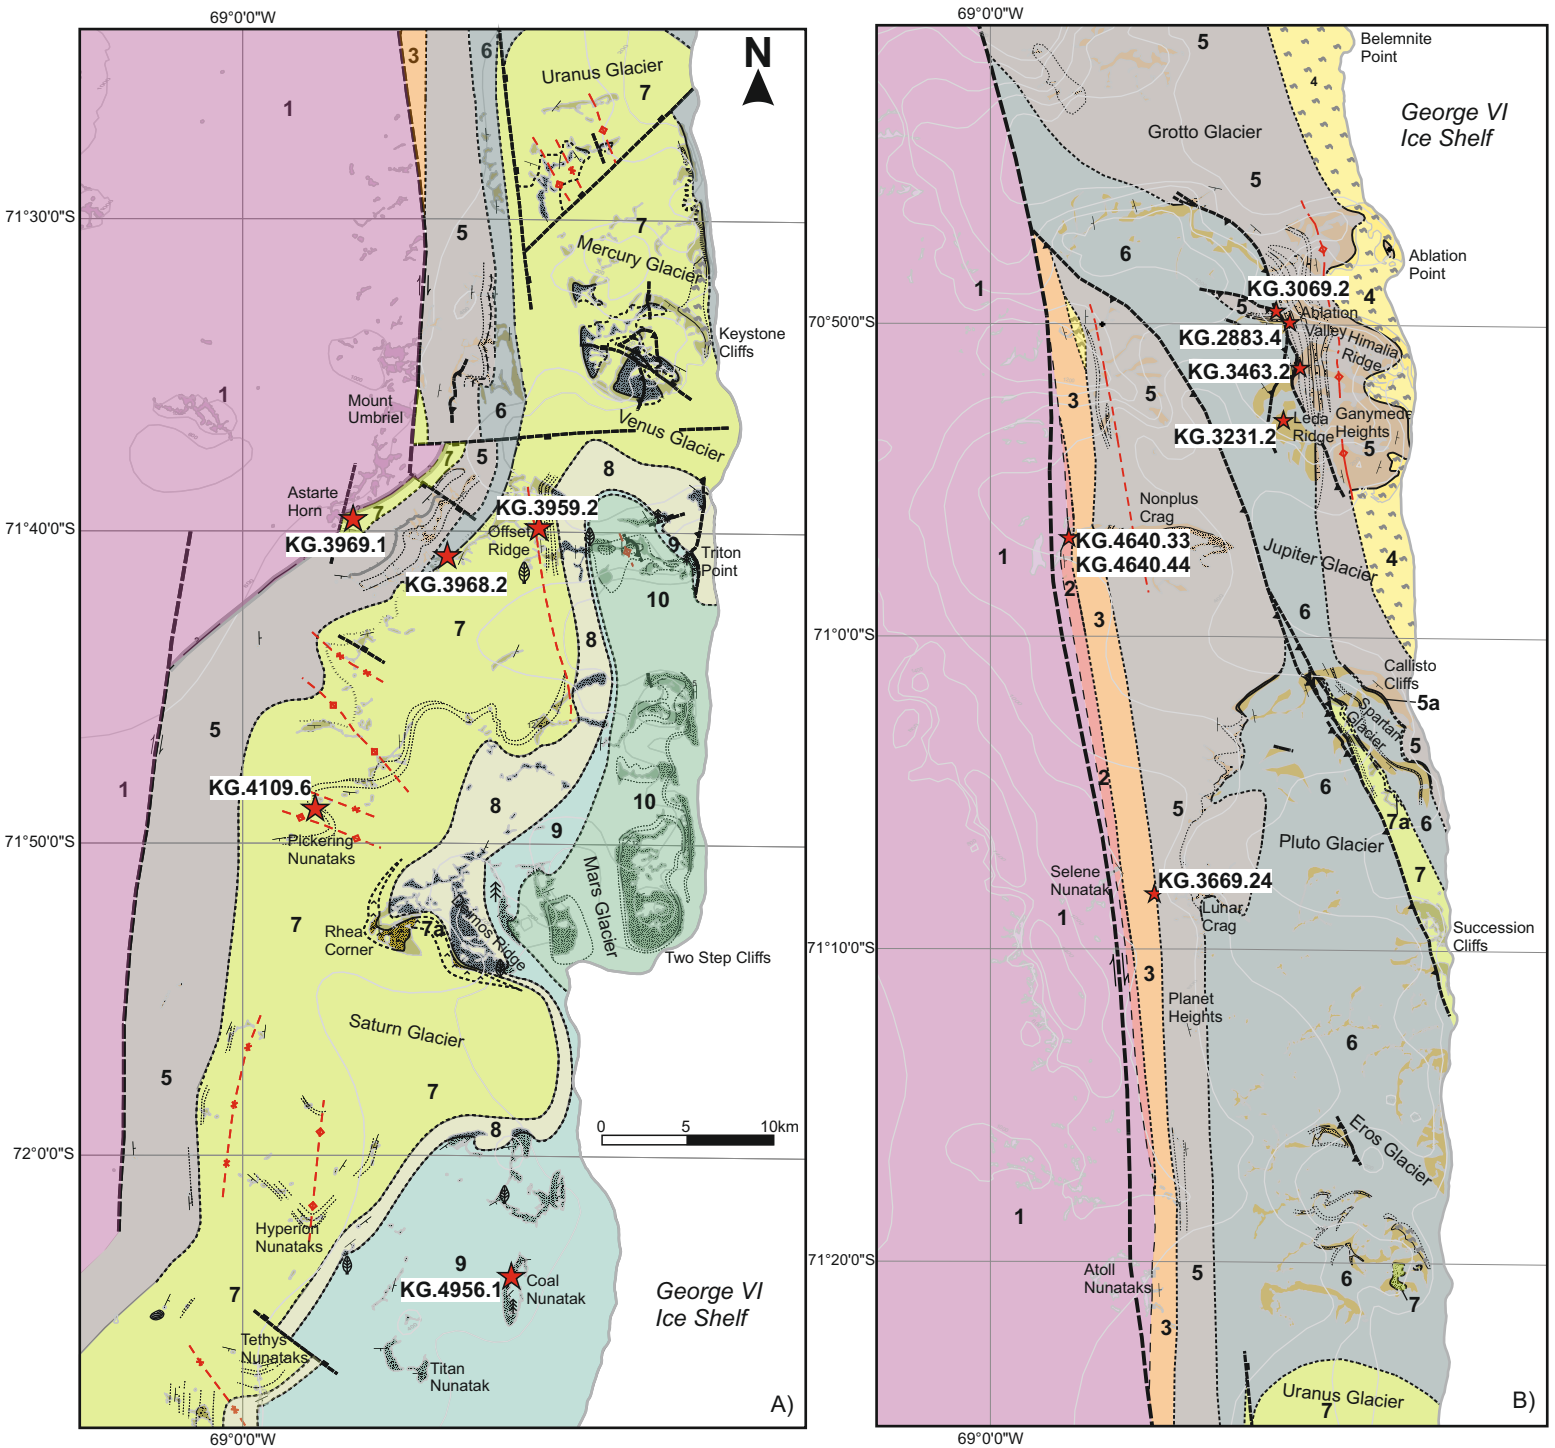 69°0'0"W
N
3
6
1
Uranus Glacier
7
71°30'0"S
5
7
Mercury Glacier
Keystone
Cliffs
1
Mount
Umbriel
6
Venus Glacier
7
5
8
Astarte
Horn
7
KG.3959.2
Offset
Ridge
71°40'0"S
KG.3969.1
9
Triton
Point
KG.3968.2
10
7
8
5
KG.4109.6
1
8
10
9
71°50'0"S
Pickering
Nunataks
Mars Glacier
7
Rhea
Corner
7a
Deimos Ridge
Two Step Cliffs
Saturn Glacier
5
7
0 5 10km
8
72°0'0"S
Hyperion
Nunataks
9
KG.4956.1
Coal
Nunatak
George VI
Ice Shelf
7
Tethys
Nunataks
Titan
Nunatak
A)
69°0'0"W
69°0'0"W
5
Belemnite
Point
4
George VI
Ice Shelf
Grotto Glacier
5
6
Ablation
Point
1
KG.3069.2
4
5
Ablation
Valley
70°50'0"S
KG.2883.4
Himalia
Ridge
KG.3463.2
3
5
Leda
Ridge
Ganymede
Heights
KG.3231.2
5
Nonplus
Crag
KG.4640.33
KG.4640.44
1
Jupiter Glacier
4
2
6
3
71°0'0"S
Callisto
Cliffs
5a
Spartan
Glacier
5
2
6
5
7a
6
Pluto Glacier
Selene
Nunatak
KG.3669.24
7
1
Lunar
Crag
Succession
Cliffs
71°10'0"S
3
Planet
Heights
6
Eros Glacier
1
71°20'0"S
Atoll
Nunataks
5
6
7
3
Uranus Glacier
7
B)
69°0'0"W